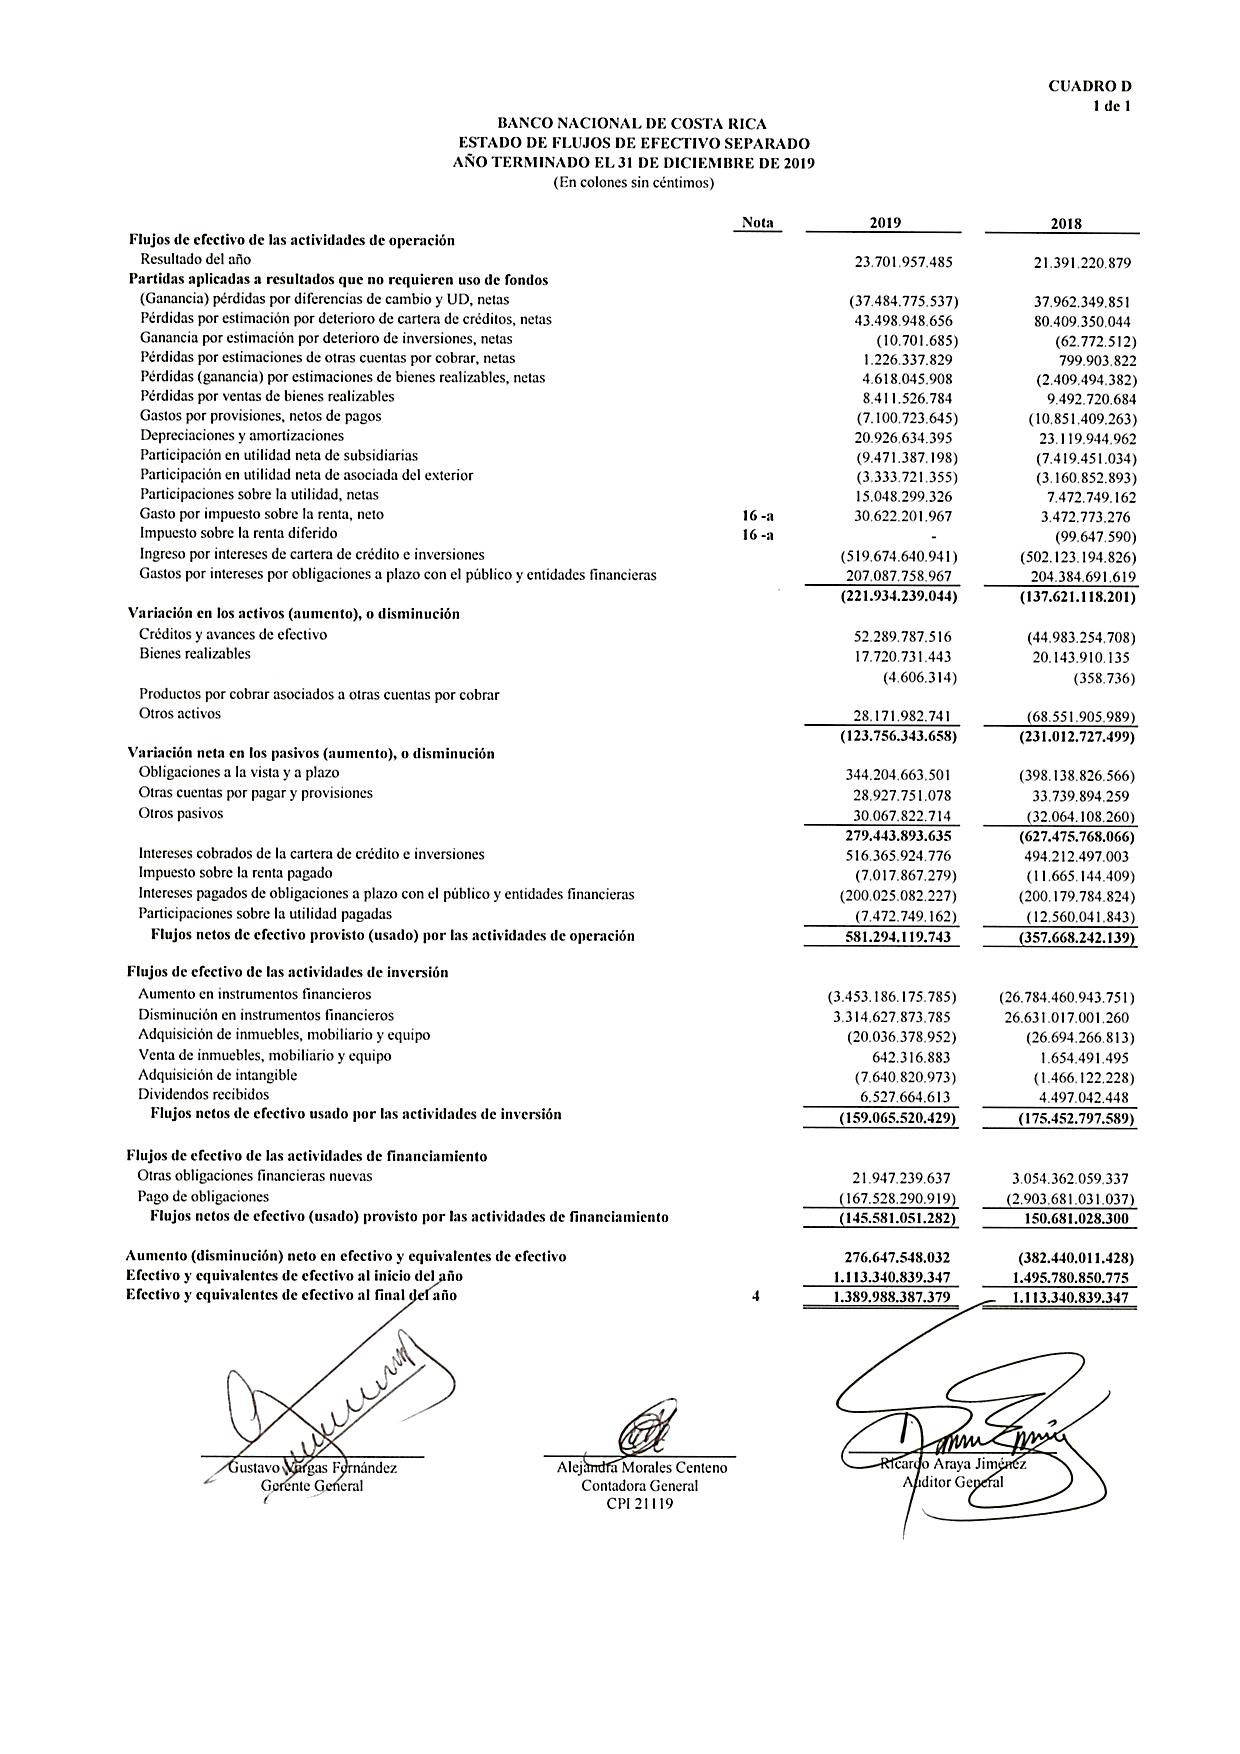 CUADRO D
1 de 1
BANCO NACIONAL DE COSTA RICA
ESTADO DE FLUJOS DE EFECTIVO SEPARADO
AÑO TERMINADO EL 31 DE DICIEMBRE DE 2019
(En colones sin céntimos)
Nota 2019 2018
Flujos de efectivo de las actividades de operación
Resultado del año 23.701.957.485 21.391.220.879
Partidas aplicadas a resultados que no requieren uso de fondos
(Ganancia) pérdidas por diferencias de cambio y UD, netas (37.484.775.537) 37.962.349.851
Pérdidas por estimación por deterioro de cartera de créditos, netas 43.498.948.656 80.409.350.044
Ganancia por estimación por deterioro de inversiones, netas (10.701.685) (62.772.512)
Pérdidas por estimaciones de otras cuentas por cobrar, netas 1.226.337.829 799.903.822
Pérdidas (ganancia) por estimaciones de bienes realizables, netas 4.618.045.908 (2.409.494.382)
Pérdidas por ventas de bienes realizables 8.411.526.784 9.492.720.684
Gastos por provisiones, netos de pagos (7.100.723.645) (10.851.409.263)
Depreciaciones y amortizaciones 20.926.634.395 23.119.944.962
Participación en utilidad neta de subsidiarias (9.471.387.198) (7.419.451.034)
Participación en utilidad neta de asociada del exterior (3.333.721.355) (3.160.852.893)
Participaciones sobre la utilidad, netas 15.048.299.326 7.472.749.162
Gasto por impuesto sobre la renta, neto 16 -a 30.622.201.967 3.472.773.276
Impuesto sobre la renta diferido 16 -a - (99.647.590)
Ingreso por intereses de cartera de crédito e inversiones (519.674.640.941) (502.123.194.826)
Gastos por intereses por obligaciones a plazo con el público y entidades financieras 207.087.758.967 204.384.691.619
(221.934.239.044) (137.621.118.201)
Variación en los activos (aumento), o disminución
Créditos y avances de efectivo 52.289.787.516 (44.983.254.708)
Bienes realizables 17.720.731.443 20.143.910.135
(4.606.314) (358.736)
Productos por cobrar asociados a otras cuentas por cobrar
Otros activos 28.171.982.741 (68.551.905.989)
(123.756.343.658) (231.012.727.499)
Variación neta en los pasivos (aumento), o disminución
Obligaciones a la vista y a plazo 344.204.663.501 (398.138.826.566)
Otras cuentas por pagar y provisiones 28.927.751.078 33.739.894.259
Otros pasivos 30.067.822.714 (32.064.108.260)
279.443.893.635 (627.475.768.066)
Intereses cobrados de la cartera de crédito e inversiones 516.365.924.776 494.212.497.003
Impuesto sobre la renta pagado (7.017.867.279) (11.665.144.409)
Intereses pagados de obligaciones a plazo con el público y entidades financieras (200.025.082.227) (200.179.784.824)
Participaciones sobre la utilidad pagadas (7.472.749.162) (12.560.041.843)
Flujos netos de efectivo provisto (usado) por las actividades de operación 581.294.119.743 (357.668.242.139)
Flujos de efectivo de las actividades de inversión
Aumento en instrumentos financieros (3.453.186.175.785) (26.784.460.943.751)
Disminución en instrumentos financieros 3.314.627.873.785 26.631.017.001.260
Adquisición de inmuebles, mobiliario y equipo (20.036.378.952) (26.694.266.813)
Venta de inmuebles, mobiliario y equipo 642.316.883 1.654.491.495
Adquisición de intangible (7.640.820.973) (1.466.122.228)
Dividendos recibidos 6.527.664.613 4.497.042.448
Flujos netos de efectivo usado por las actividades de inversión (159.065.520.429) (175.452.797.589)
Flujos de efectivo de las actividades de financiamiento
Otras obligaciones financieras nuevas 21.947.239.637 3.054.362.059.337
Pago de obligaciones (167.528.290.919) (2.903.681.031.037)
Flujos netos de efectivo (usado) provisto por las actividades de financiamiento (145.581.051.282) 150.681.028.300
Aumento (disminución) neto en efectivo y equivalentes de efectivo 276.647.548.032 (382.440.011.428)
Efectivo y equivalentes de efectivo al inicio del año 1.113.340.839.347 1.495.780.850.775
Efectivo y equivalentes de efectivo al final del año 4 1.389.988.387.379 1.113.340.839.347
Gustavo Vargas Fernández Alejandra Morales Centeno Ricardo Araya Jiménez
Gerente General Contadora General Auditor General
CPI 21119